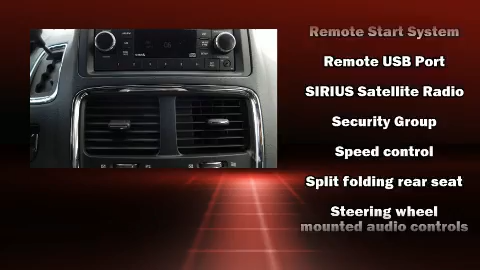 Remote Start System
Remote USB Port
SIRIUS Satellite Radio
Security Group
Speed control
Split folding rear seat
Steering wheel
mounted audio controls